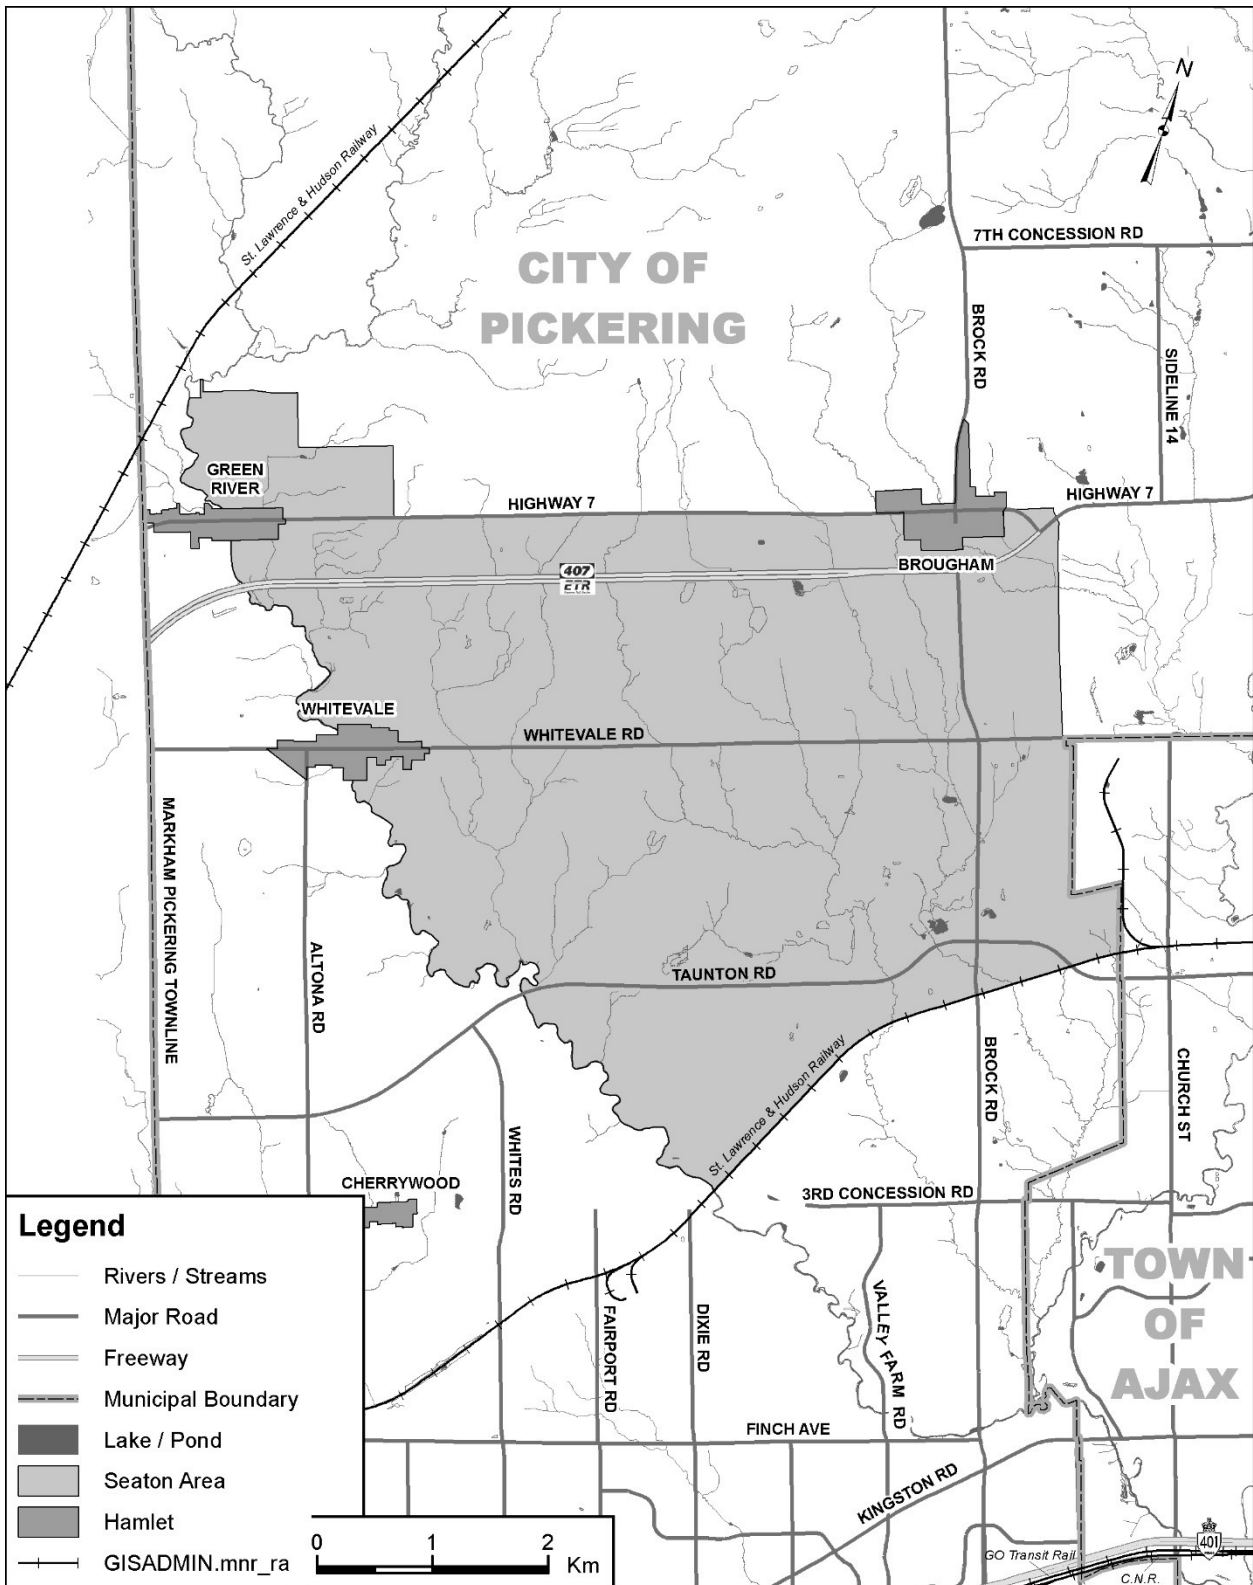 N
St. Lawrence & Hudson Railway
7TH CONCESSION RD
CITY OF
PICKERING
BROCK RD
SIDELINE 14
GREEN
RIVER
HIGHWAY 7
HIGHWAY 7
407
ETR
BROUGHAM
WHITEVALE
WHITEVALE RD
MARKHAM PICKERING TOWNLINE
ALTONA RD
TAUNTON RD
BROCK RD
CHURCH ST
St. Lawrence & Hudson Railway
WHITES RD
CHERRYWOOD
3RD CONCESSION RD
TOWN
OF
AJAX
FAIRPORT RD
DIXIE RD
VALLEY FARM RD
FINCH AVE
KINGSTON RD
GO Transit Rail
401
C.N.R.
Legend
Rivers / Streams
Major Road
Freeway
Municipal Boundary
Lake / Pond
Seaton Area
Hamlet
GISADMIN.mnr_ra
0 1 2
Km